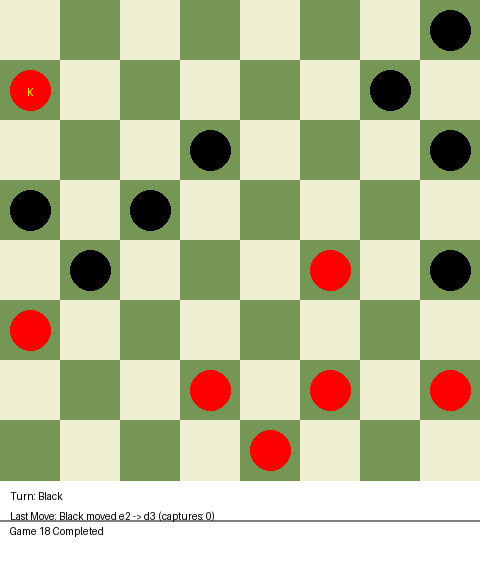 K
Turn: Black
Last Move: Black moved e2 -> d3 (captures: 0)
Game 18 Completed